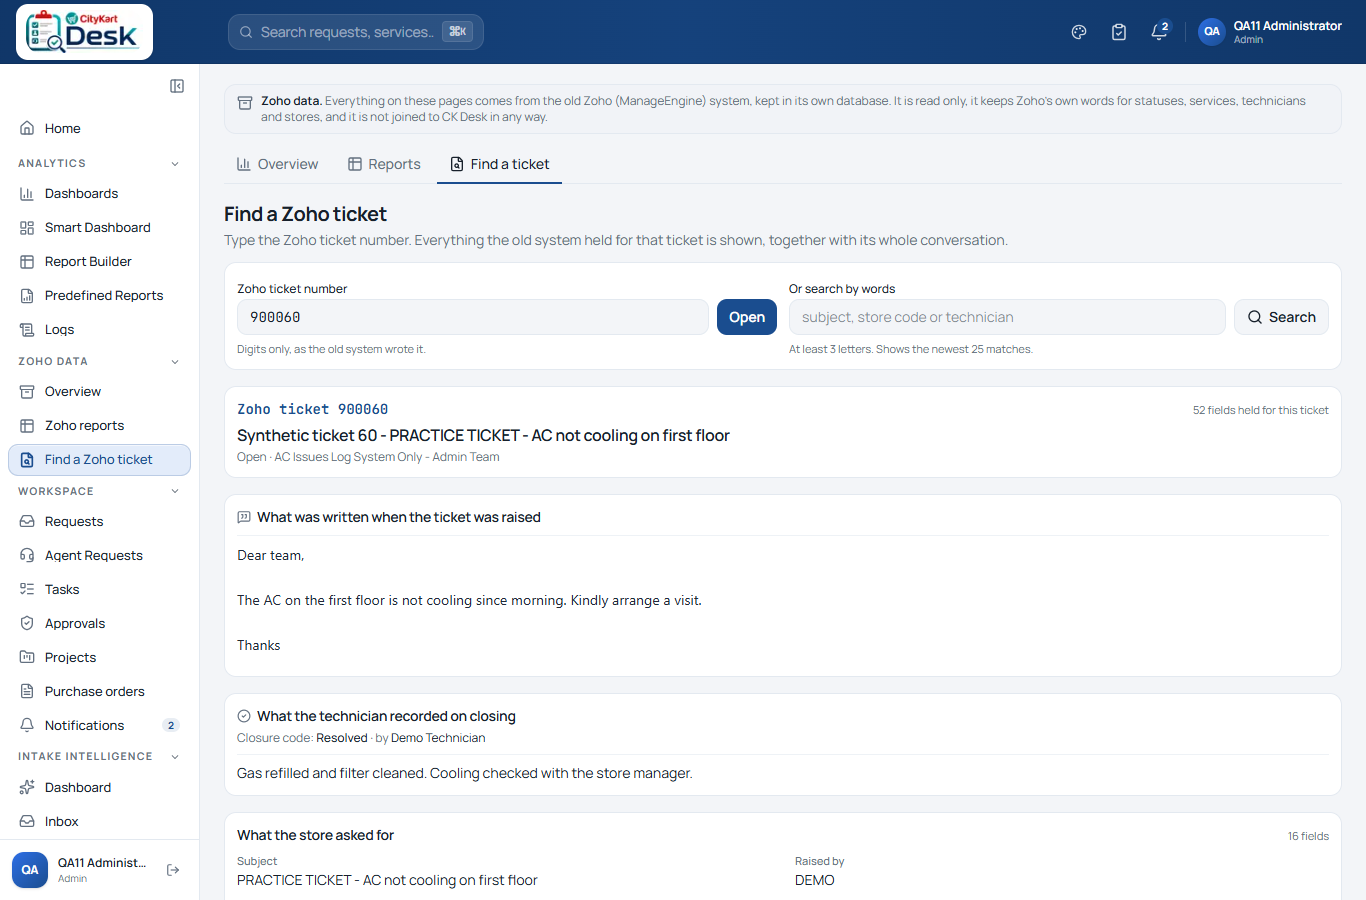 CityKart
Desk
Search requests, services.. ⌘K
2
QA
QA11 Administrator
Admin
Home
ANALYTICS
Dashboards
Smart Dashboard
Report Builder
Predefined Reports
Logs
ZOHO DATA
Overview
Zoho reports
Find a Zoho ticket
WORKSPACE
Requests
Agent Requests
Tasks
Approvals
Projects
Purchase orders
Notifications 2
INTAKE INTELLIGENCE
Dashboard
Inbox
QA
QA11 Administ...
Admin
Zoho data. Everything on these pages comes from the old Zoho (ManageEngine) system, kept in its own database. It is read only, it keeps Zoho's own words for statuses, services, technicians
and stores, and it is not joined to CK Desk in any way.
Overview Reports Find a ticket
Find a Zoho ticket
Type the Zoho ticket number. Everything the old system held for that ticket is shown, together with its whole conversation.
Zoho ticket number
900060 Open
Digits only, as the old system wrote it.
Or search by words
subject, store code or technician Search
At least 3 letters. Shows the newest 25 matches.
Zoho ticket 900060 52 fields held for this ticket
Synthetic ticket 60 - PRACTICE TICKET - AC not cooling on first floor
Open · AC Issues Log System Only - Admin Team
What was written when the ticket was raised
Dear team,
The AC on the first floor is not cooling since morning. Kindly arrange a visit.
Thanks
What the technician recorded on closing
Closure code: Resolved · by Demo Technician
Gas refilled and filter cleaned. Cooling checked with the store manager.
What the store asked for 16 fields
Subject Raised by
PRACTICE TICKET - AC not cooling on first floor DEMO